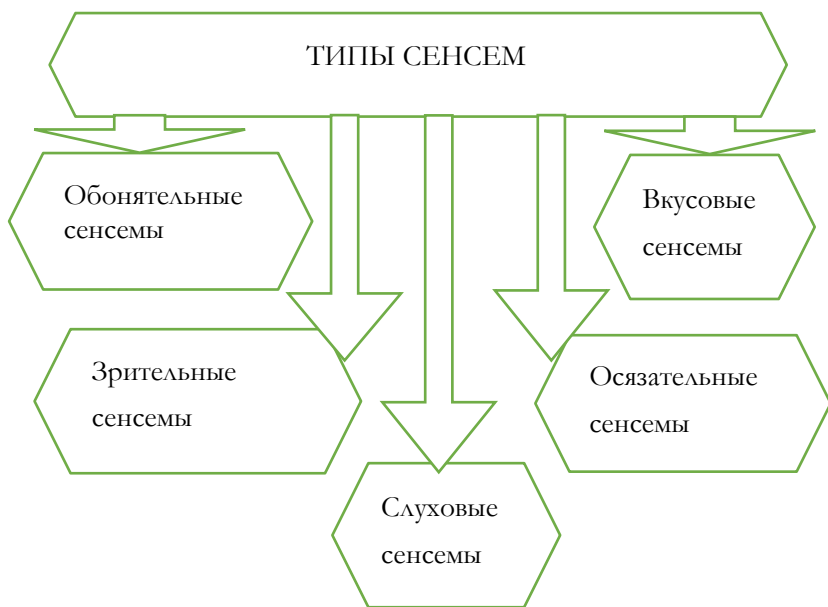 ТИПЫ СЕНСЕМ
Обонятельные
сенсемы
Вкусовые
сенсемы
Зрительные
сенсемы
Осязательные
сенсемы
Слуховые
сенсемы